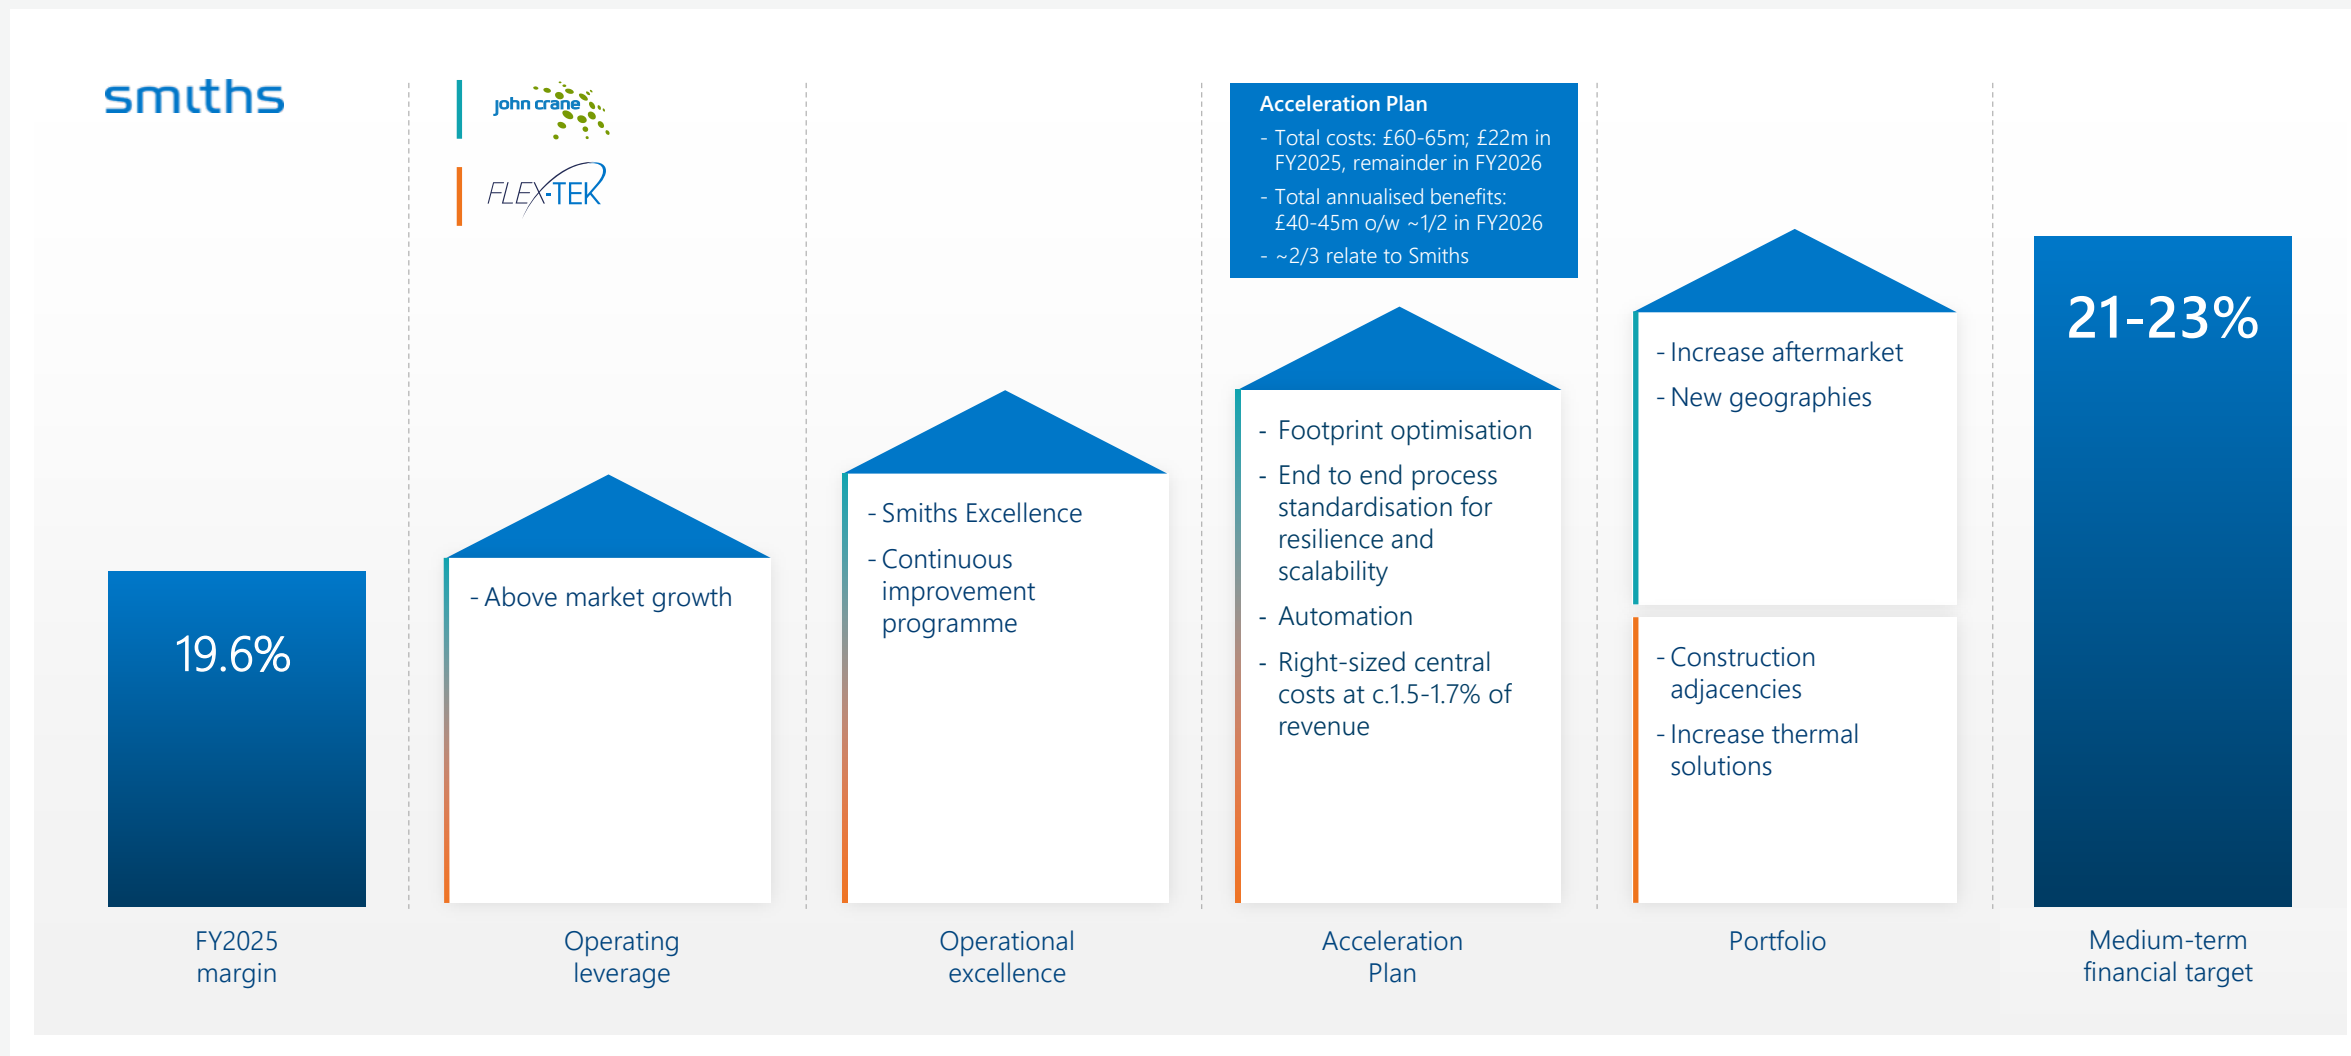 smiths
john crane
FLEX-TEK
Acceleration Plan
- Total costs: £60-65m; £22m in
FY2025, remainder in FY2026
- Total annualised benefits:
£40-45m o/w ~1/2 in FY2026
- ~2/3 relate to Smiths
19.6%
- Above market growth
- Smiths Excellence
- Continuous
improvement
programme
- Footprint optimisation
- End to end process
standardisation for
resilience and
scalability
- Automation
- Right-sized central
costs at c.1.5-1.7% of
revenue
- Increase aftermarket
- New geographies
- Construction
adjacencies
- Increase thermal
solutions
21-23%
FY2025
margin
Operating
leverage
Operational
excellence
Acceleration
Plan
Portfolio
Medium-term
financial target